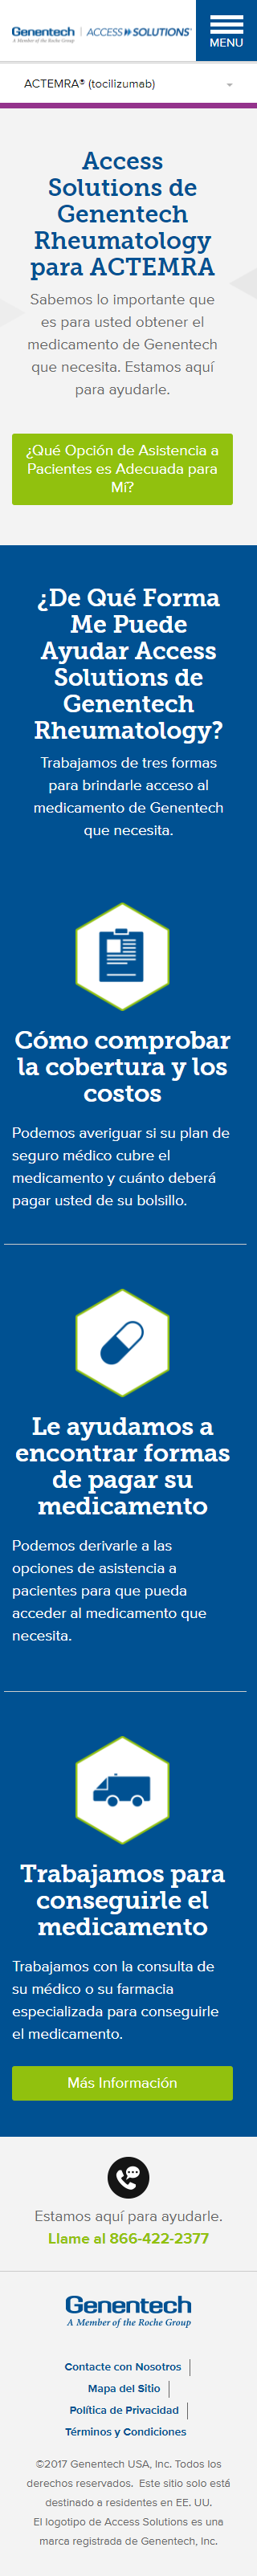 Genentech
A Member of the Roche Group
ACCESS SOLUTIONS®
MENU
ACTEMRA® (tocilizumab)
Access
Solutions de
Genentech
Rheumatology
para ACTEMRA
Sabemos lo importante que
es para usted obtener el
medicamento de Genentech
que necesita. Estamos aquí
para ayudarle.
¿Qué Opción de Asistencia a
Pacientes es Adecuada para
Mí?
¿De Qué Forma
Me Puede
Ayudar Access
Solutions de
Genentech
Rheumatology?
Trabajamos de tres formas
para brindarle acceso al
medicamento de Genentech
que necesita.
Cómo comprobar
la cobertura y los
costos
Podemos averiguar si su plan de
seguro médico cubre el
medicamento y cuánto deberá
pagar usted de su bolsillo.
Le ayudamos a
encontrar formas
de pagar su
medicamento
Podemos derivarle a las
opciones de asistencia a
pacientes para que pueda
acceder al medicamento que
necesita.
Trabajamos para
conseguirle el
medicamento
Trabajamos con la consulta de
su médico o su farmacia
especializada para conseguirle
el medicamento.
Más Información
Estamos aquí para ayudarle.
Llame al 866-422-2377
Genentech
A Member of the Roche Group
Contacte con Nosotros
Mapa del Sitio
Política de Privacidad
Términos y Condiciones
©2017 Genentech USA, Inc. Todos los
derechos reservados. Este sitio solo está
destinado a residentes en EE. UU.
El logotipo de Access Solutions es una
marca registrada de Genentech, Inc.